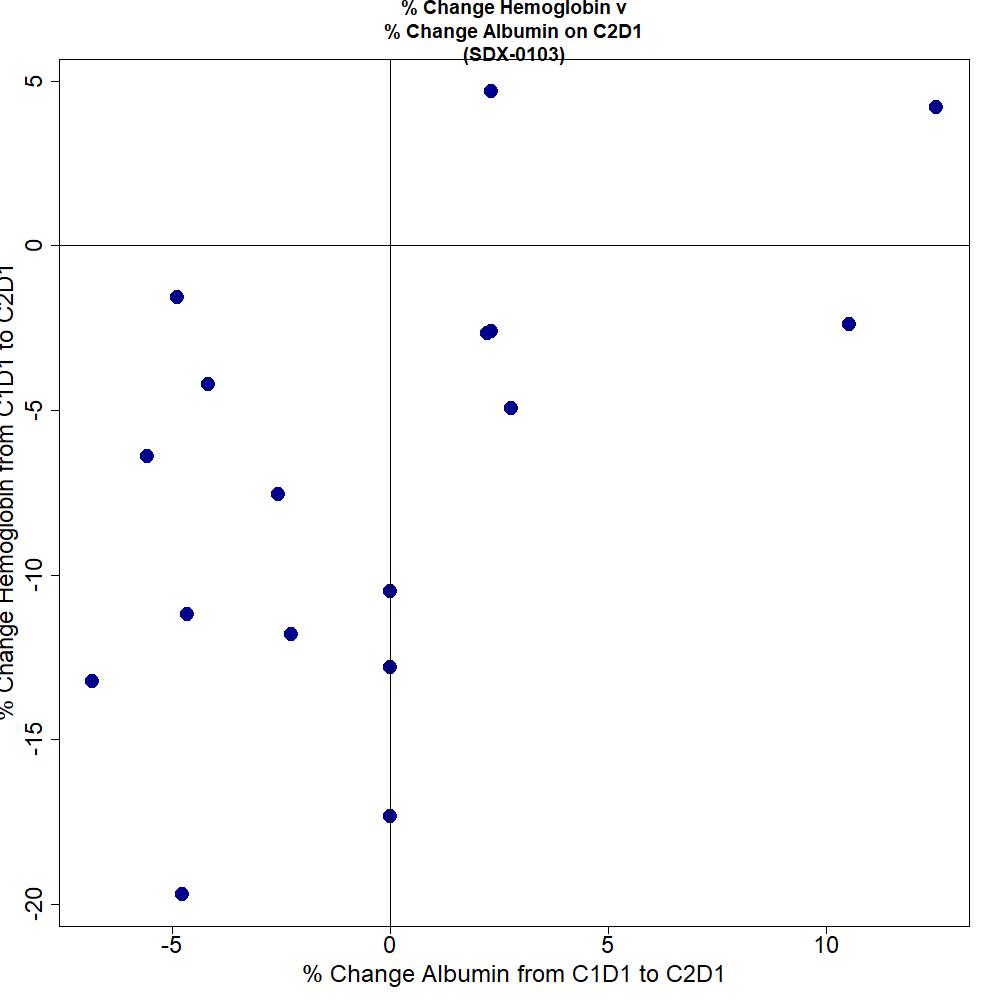 % Change Hemoglobin v
% Change Albumin on C2D1
(SDX-0103)
% Change Hemoglobin from C1D1 to C2D1
5
0
-5
-10
-15
-20
-5
0
5
10
% Change Albumin from C1D1 to C2D1